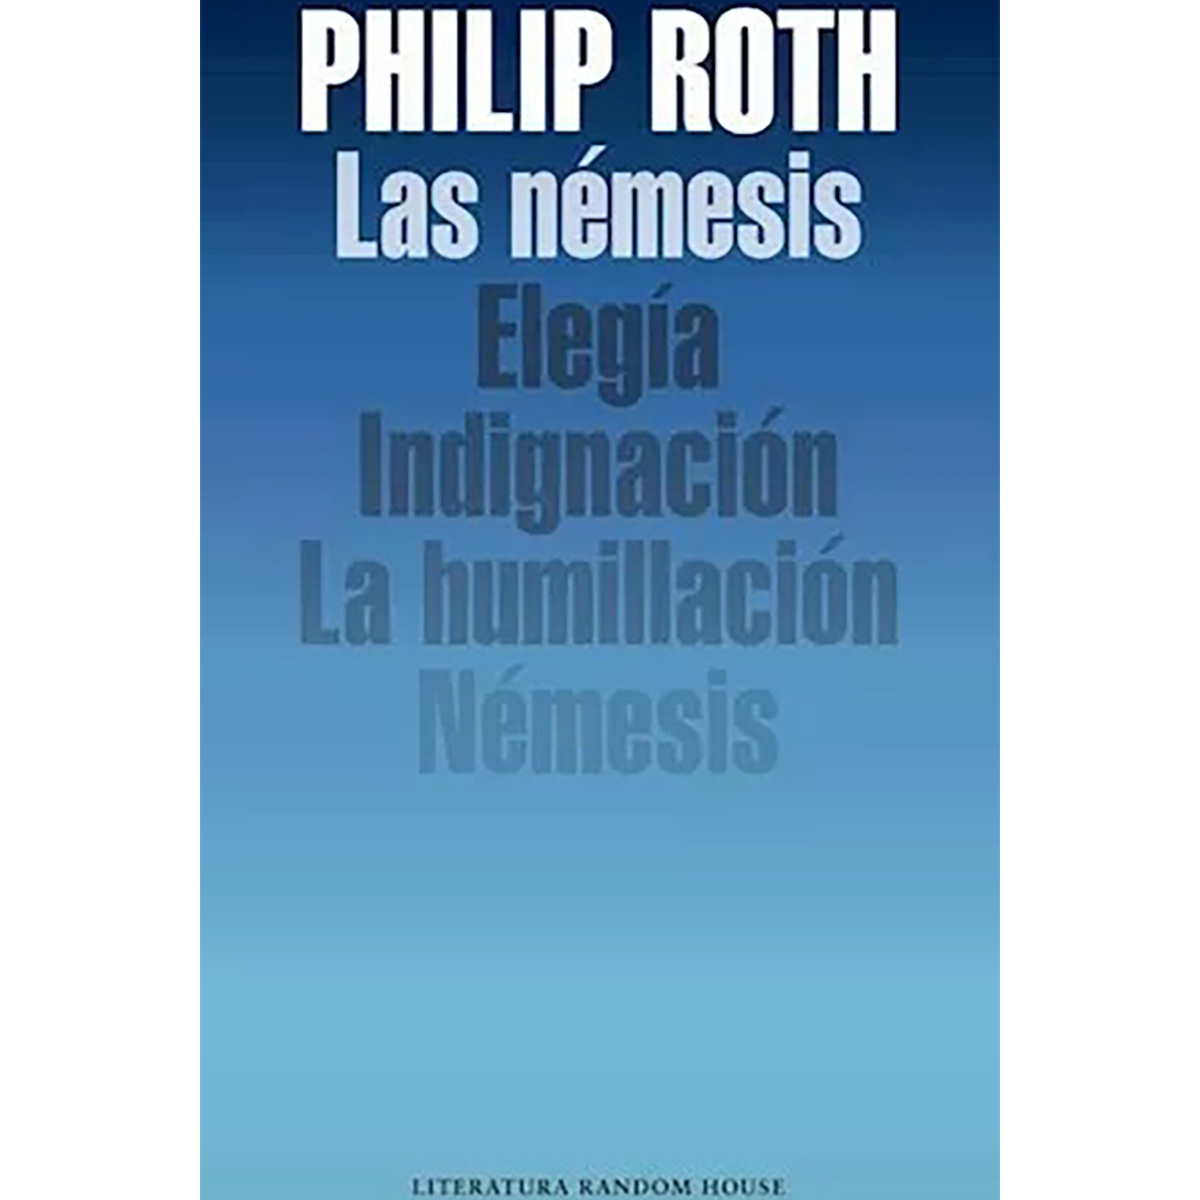 PHILIP ROTH
Las némesis
Elegía
Indignación
La humillación
Némesis
LITERATURA RANDOM HOUSE